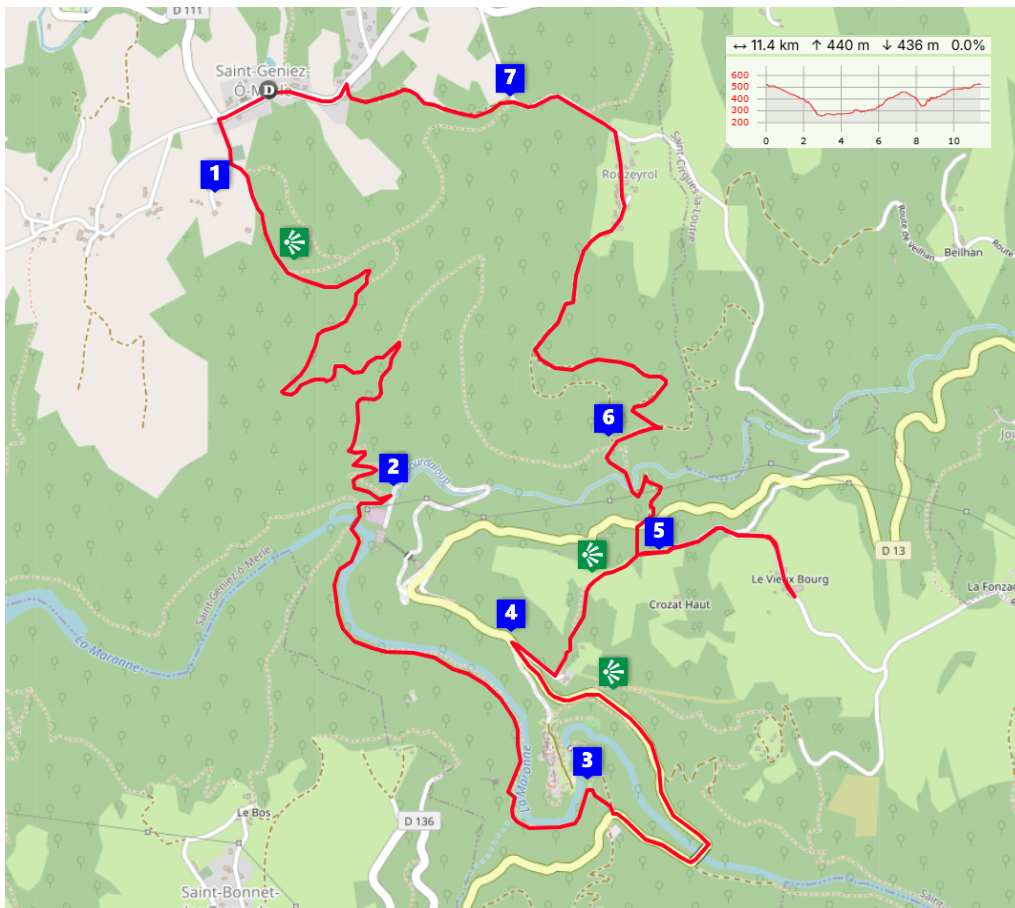 D 111
↔ 11.4 km ↑ 440 m ↓ 436 m 0.0%
600
500
400
300
200
0
2
4
6
8
10
Saint-Geniez-
Ô-Merle
D
7
1
Rouzeyrol
Saint-Cirgues-la-Loutre
Route de Veilhan
Beilhan
Route
6
2
5
D 13
Saint-Geniez-ô-Merle
Le Vieux Bourg
La Fonzad
Crozat Haut
4
La Maronne
3
La Maronne
Le Bos
D 136
Saint-Bonnet-
Saint-